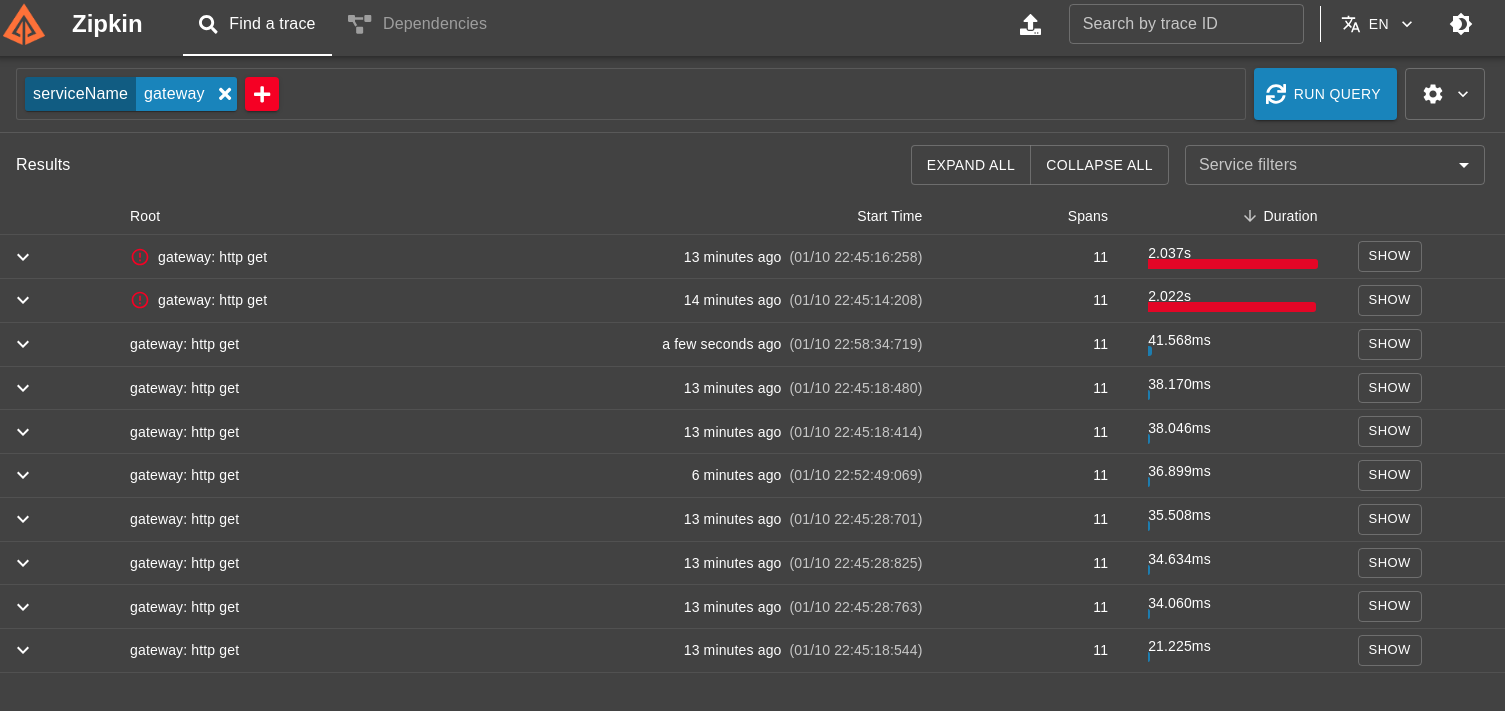 Zipkin Find a trace Dependencies Search by trace ID EN
serviceName gateway RUN QUERY
Results EXPAND ALL COLLAPSE ALL Service filters
Root Start Time Spans Duration
gateway: http get 13 minutes ago (01/10 22:45:16:258) 11 2.037s SHOW
gateway: http get 14 minutes ago (01/10 22:45:14:208) 11 2.022s SHOW
gateway: http get a few seconds ago (01/10 22:58:34:719) 11 41.568ms SHOW
gateway: http get 13 minutes ago (01/10 22:45:18:480) 11 38.170ms SHOW
gateway: http get 13 minutes ago (01/10 22:45:18:414) 11 38.046ms SHOW
gateway: http get 6 minutes ago (01/10 22:52:49:069) 11 36.899ms SHOW
gateway: http get 13 minutes ago (01/10 22:45:28:701) 11 35.508ms SHOW
gateway: http get 13 minutes ago (01/10 22:45:28:825) 11 34.634ms SHOW
gateway: http get 13 minutes ago (01/10 22:45:28:763) 11 34.060ms SHOW
gateway: http get 13 minutes ago (01/10 22:45:18:544) 11 21.225ms SHOW